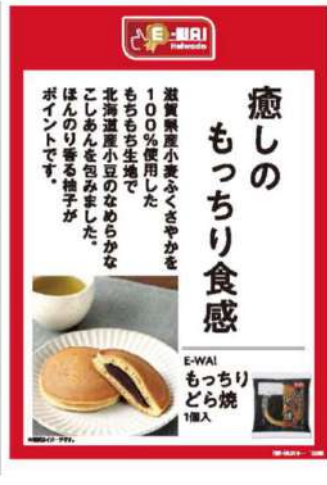 E-WA!
Heiwado
癒しの
もっちり食感
滋賀県産小麦ふくさやかを
100%使用した
もちもち生地で
北海道産小豆のなめらかな
こしあんを包みました。
ほんのり香る柚子が
ポイントです。
E-WA!
もっちり
どら焼
1個入